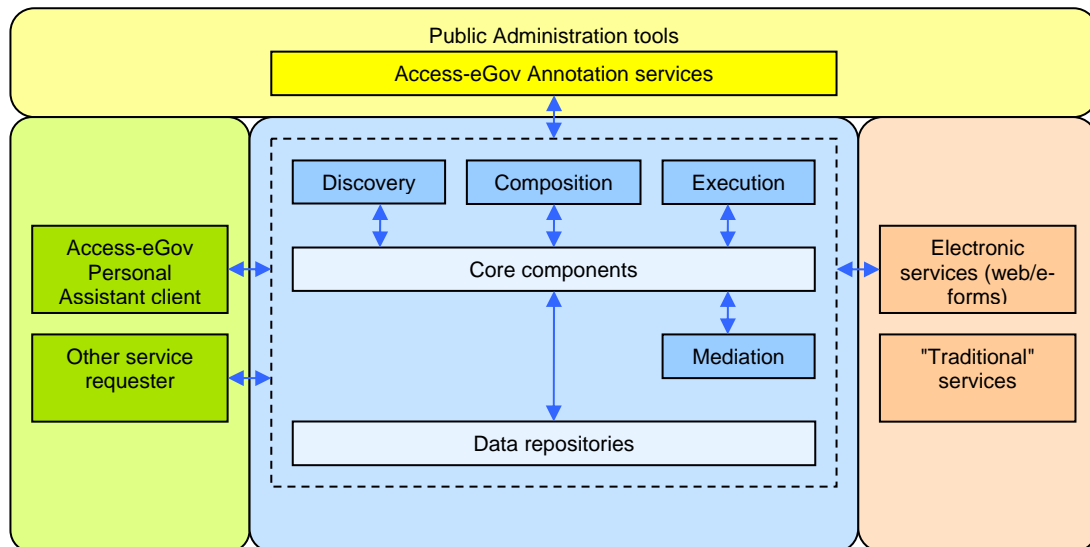 Public Administration tools
Access-eGov Annotation services
Discovery
Composition
Execution
Access-eGov
Personal
Assistant client
Core components
Electronic
services (web/e-
forms)
Other service
requester
Mediation
"Traditional"
services
Data repositories